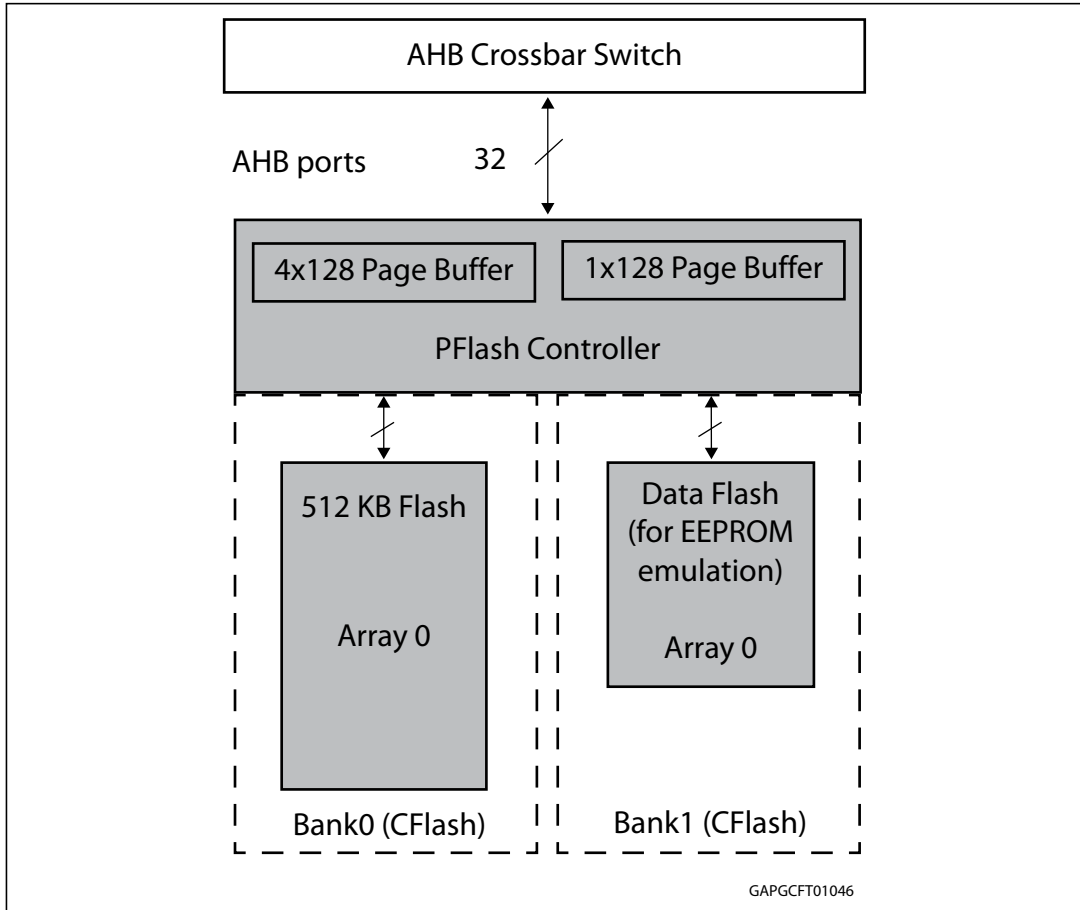 AHB Crossbar Switch
AHB ports
32
4x128 Page Buffer
1x128 Page Buffer
PFlash Controller
512 KB Flash
Array 0
Data Flash
(for EEPROM
emulation)
Array 0
Bank0 (CFlash)
Bank1 (CFlash)
GAPGCFT01046